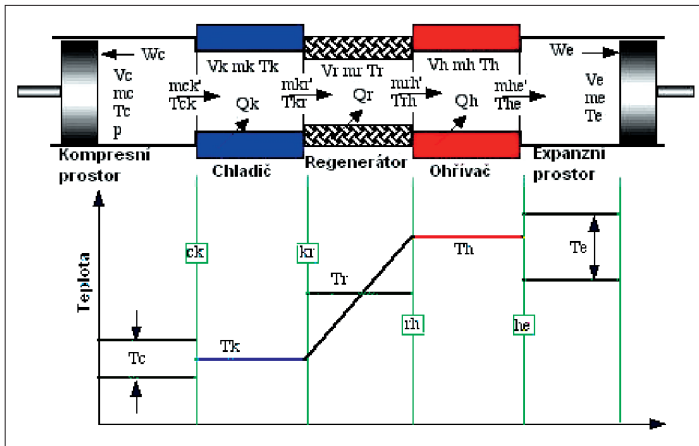 Wc
We
Vk mk Tk
Vr mr Tr
Vh mh Th
Vc
mc
Tc
p
mck'
Tck
mkr'
Tkr
mrh'
Trh
mhe'
The
Ve
me
Te
Qk
Qr
Qh
Kompresní
prostor
Chladič
Regenerátor
Ohřívač
Expanzní
prostor
Teplota
ck
kr
rh
he
Tc
Tk
Tr
Th
Te